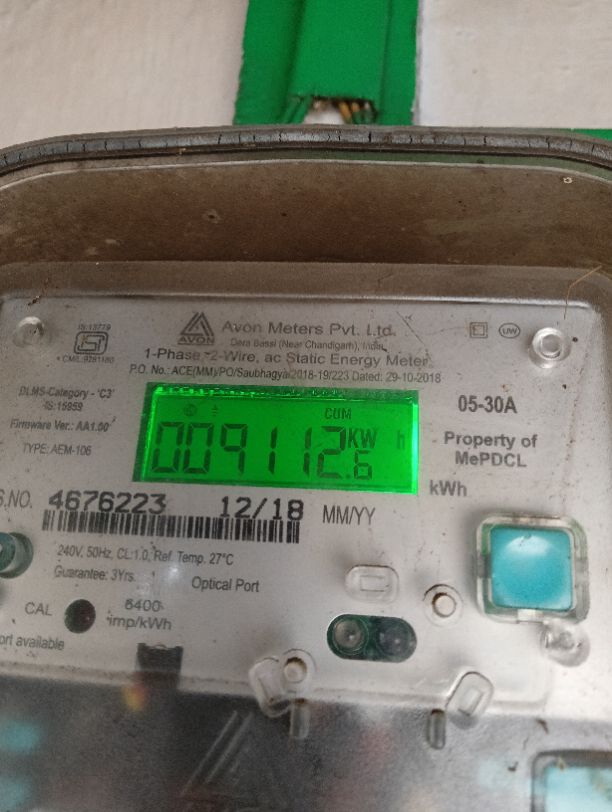 IS:15779
AVON
CM/L:9281180
Avon Meters Pvt. Ltd.
Dera Bassi (Near Chandigarh), India
1-Phase, 2-Wire, ac Static Energy Meter
P.O. No.: ACE(MM)/PO/Saubhagya/2018-19/223 Dated: 29-10-2018
UW
DLMS-Category - 'C3'
IS:15959
Firmware Ver.: AA1.00
TYPE: AEM-106
CUM
009112.6 KW h
05-30A
Property of
MePDCL
kWh
S.NO. 4676223 12/18 MM/YY
240V, 50Hz, CL:1.0, Ref. Temp. 27°C
Guarantee: 3Yrs.
Optical Port
CAL
6400
imp/kWh
ort available